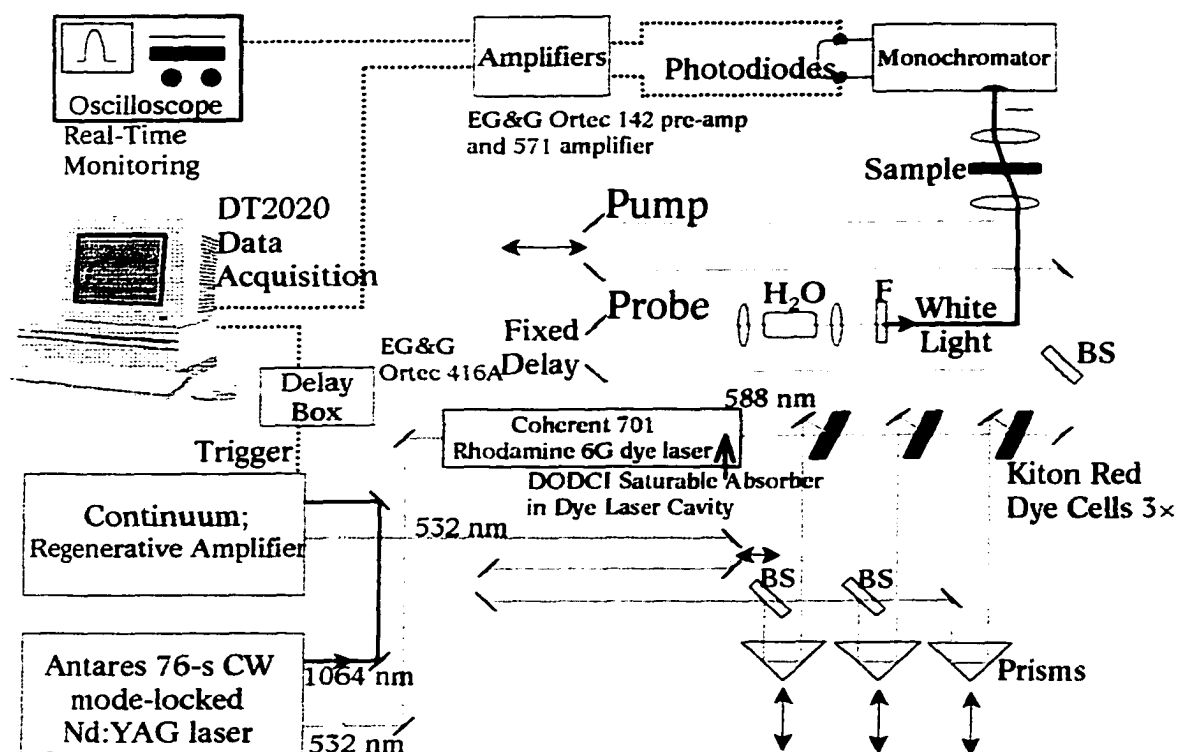 Oscilloscope
Real-Time
Monitoring
Amplifiers
EG&G Ortec 142 pre-amp
and 571 amplifier
Photodiodes
Monochromator
Sample
DT2020
Data
Acquisition
Pump
Probe
Fixed
Delay
H₂O
F
White
Light
BS
EG&G
Ortec 416A
Delay
Box
Trigger
588 nm
Coherent 701
Rhodamine 6G dye laser
DODCI Saturable Absorber
in Dye Laser Cavity
Kiton Red
Dye Cells 3×
Continuum;
Regenerative Amplifier
532 nm
BS
BS
Prisms
Antares 76-s CW
mode-locked
Nd:YAG laser
1064 nm
532 nm